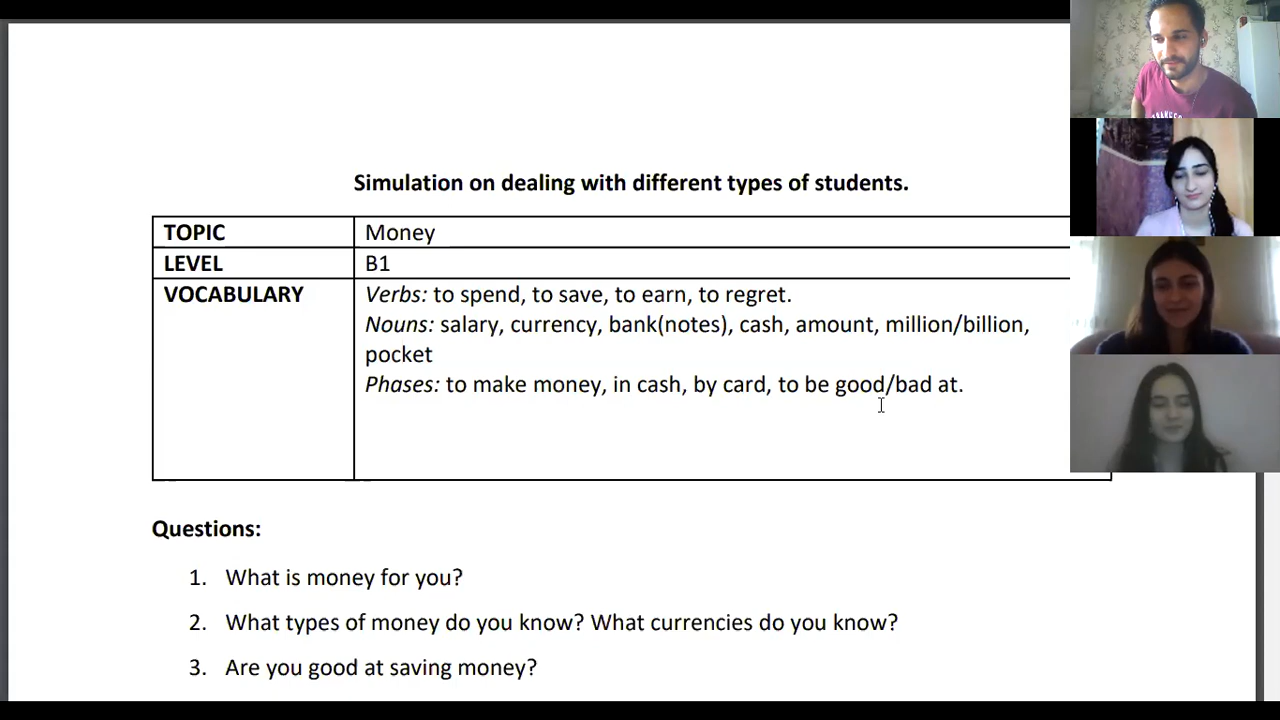 Simulation on dealing with different types of students.
TOPIC
Money
LEVEL
B1
VOCABULARY
Verbs: to spend, to save, to earn, to regret.
Nouns: salary, currency, bank(notes), cash, amount, million/billion,
pocket
Phases: to make money, in cash, by card, to be good/bad at.
Questions:
1. What is money for you?
2. What types of money do you know? What currencies do you know?
3. Are you good at saving money?